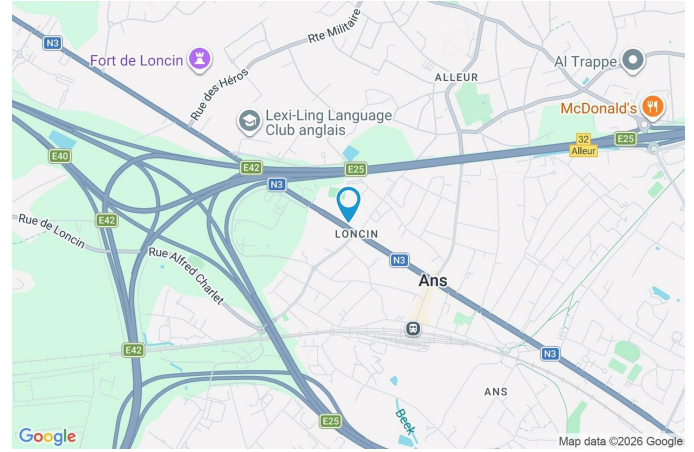 N3
Fort de Loncin
Rte Militaire
Rue des Héros
ALLEUR
Al Trappe
McDonald's
Lexi-Ling Language
Club anglais
32
Alleur
E25
E40
E42
E25
N3
E42
Rue de Loncin
Rue Alfred Charlet
LONCIN
N3
Ans
E42
N3
ANS
E25
Beek
Google
Map data ©2026 Google